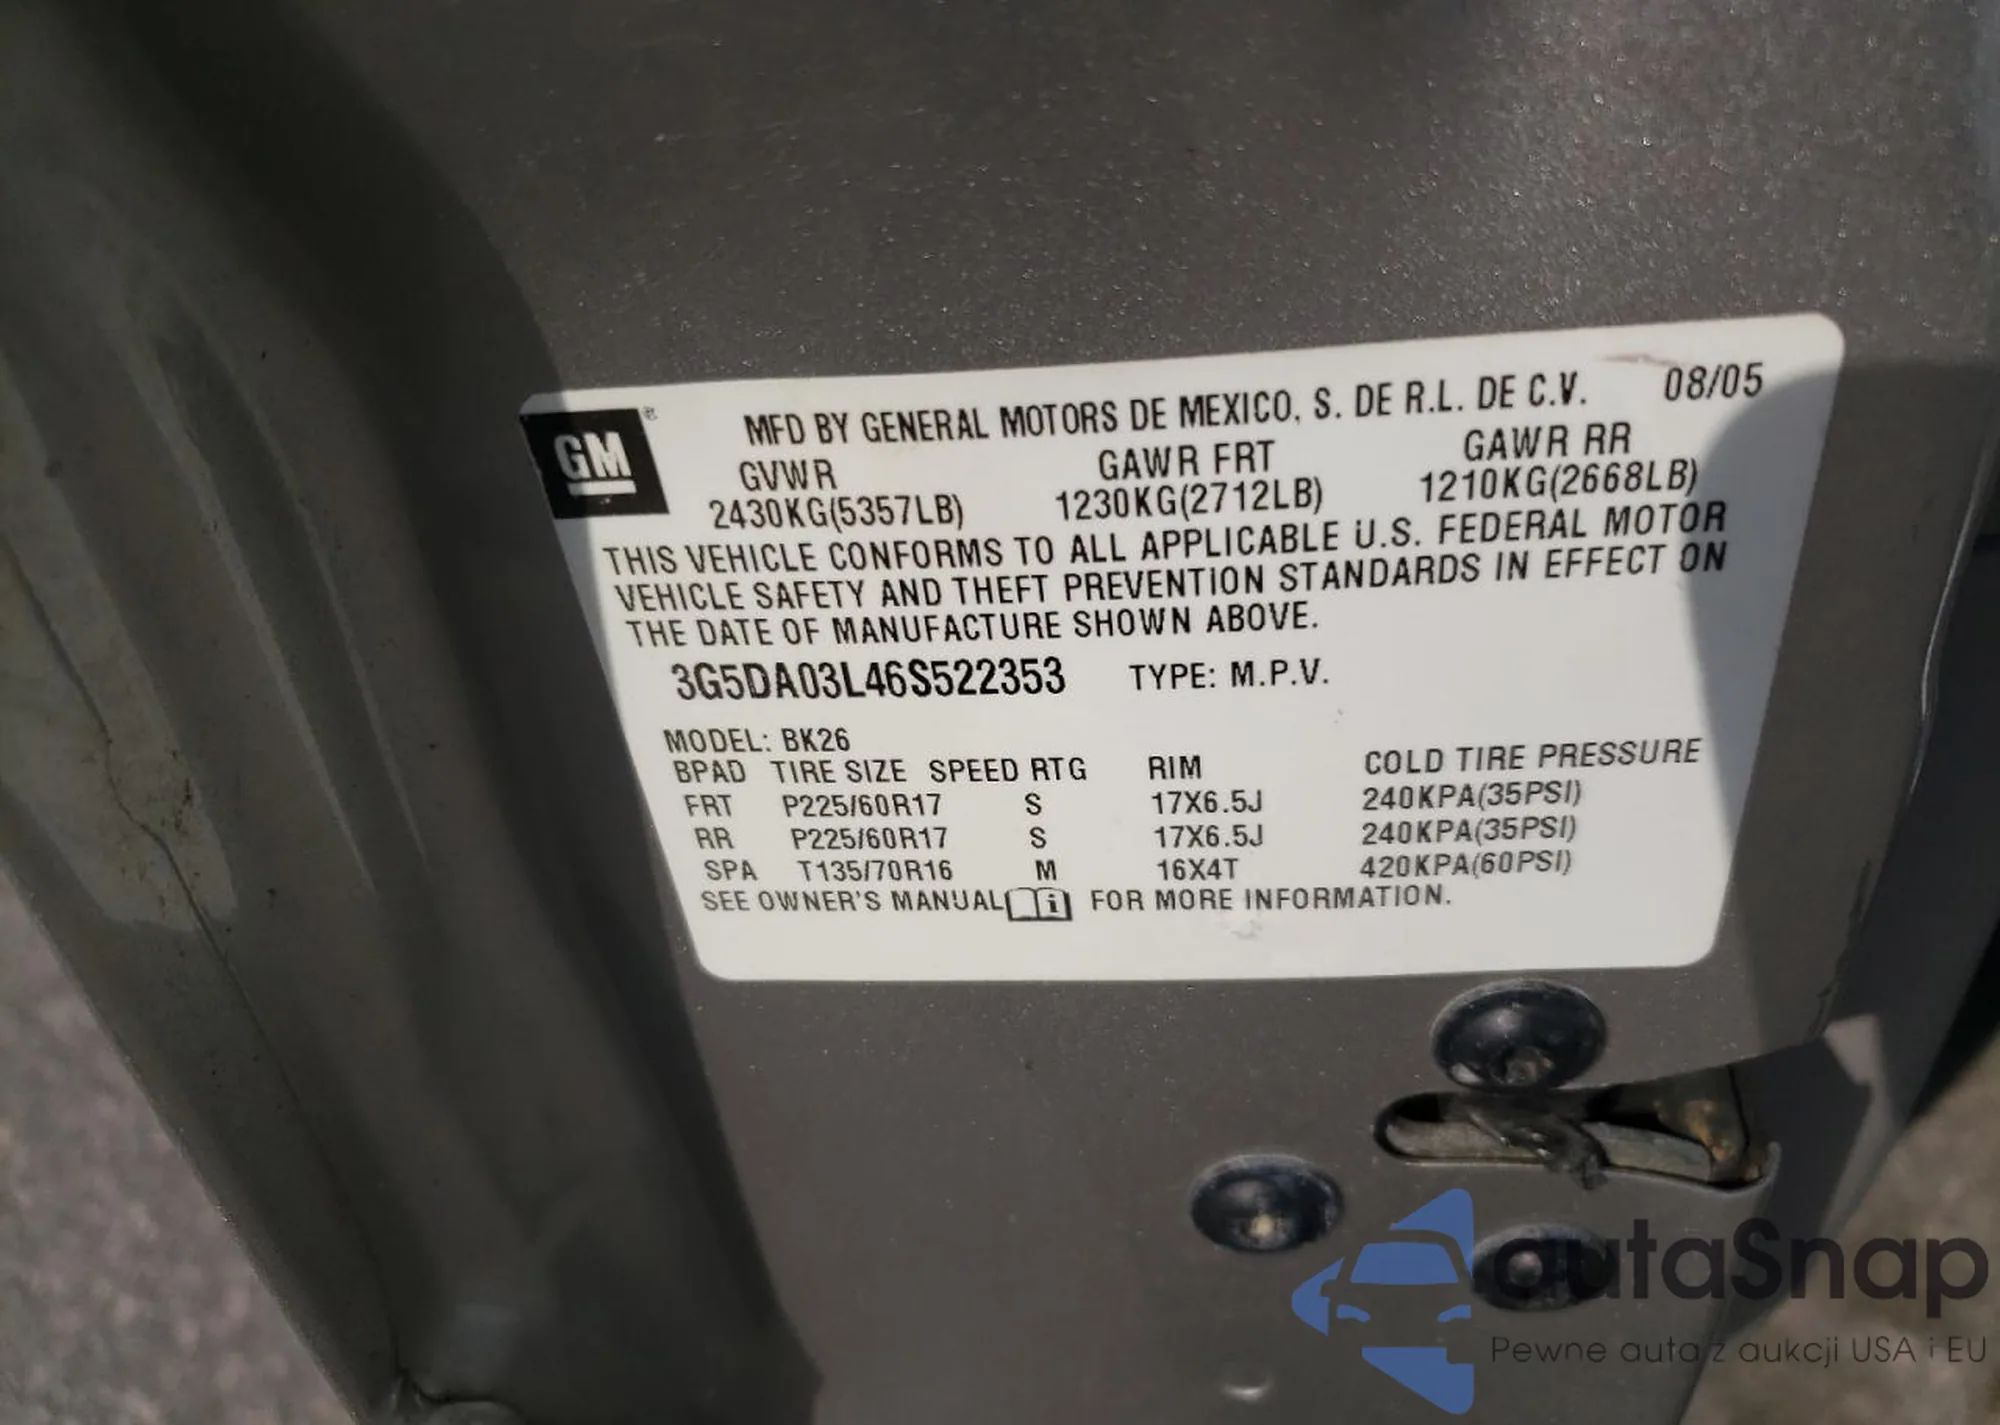 GM®
MFD BY GENERAL MOTORS DE MEXICO, S. DE R.L. DE C.V. 08/05
GVWR GAWR FRT GAWR RR
2430KG(5357LB) 1230KG(2712LB) 1210KG(2668LB)
THIS VEHICLE CONFORMS TO ALL APPLICABLE U.S. FEDERAL MOTOR
VEHICLE SAFETY AND THEFT PREVENTION STANDARDS IN EFFECT ON
THE DATE OF MANUFACTURE SHOWN ABOVE.
3G5DA03L46S522353 TYPE: M.P.V.
MODEL: BK26
BPAD TIRE SIZE SPEED RTG RIM COLD TIRE PRESSURE
FRT P225/60R17 S 17X6.5J 240KPA(35PSI)
RR P225/60R17 S 17X6.5J 240KPA(35PSI)
SPA T135/70R16 M 16X4T 420KPA(60PSI)
SEE OWNER'S MANUAL i FOR MORE INFORMATION.
autaSnap
Pewne auta z aukcji USA i EU